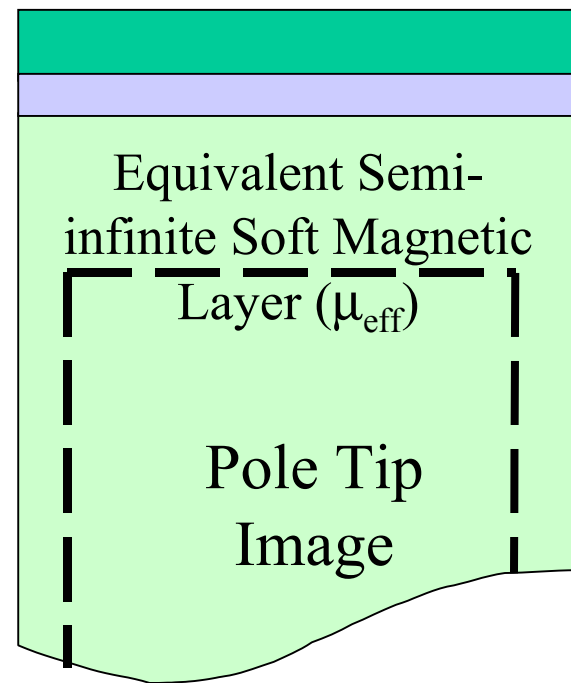 Equivalent Semi-
infinite Soft Magnetic
Layer (μeff)
Pole Tip
Image